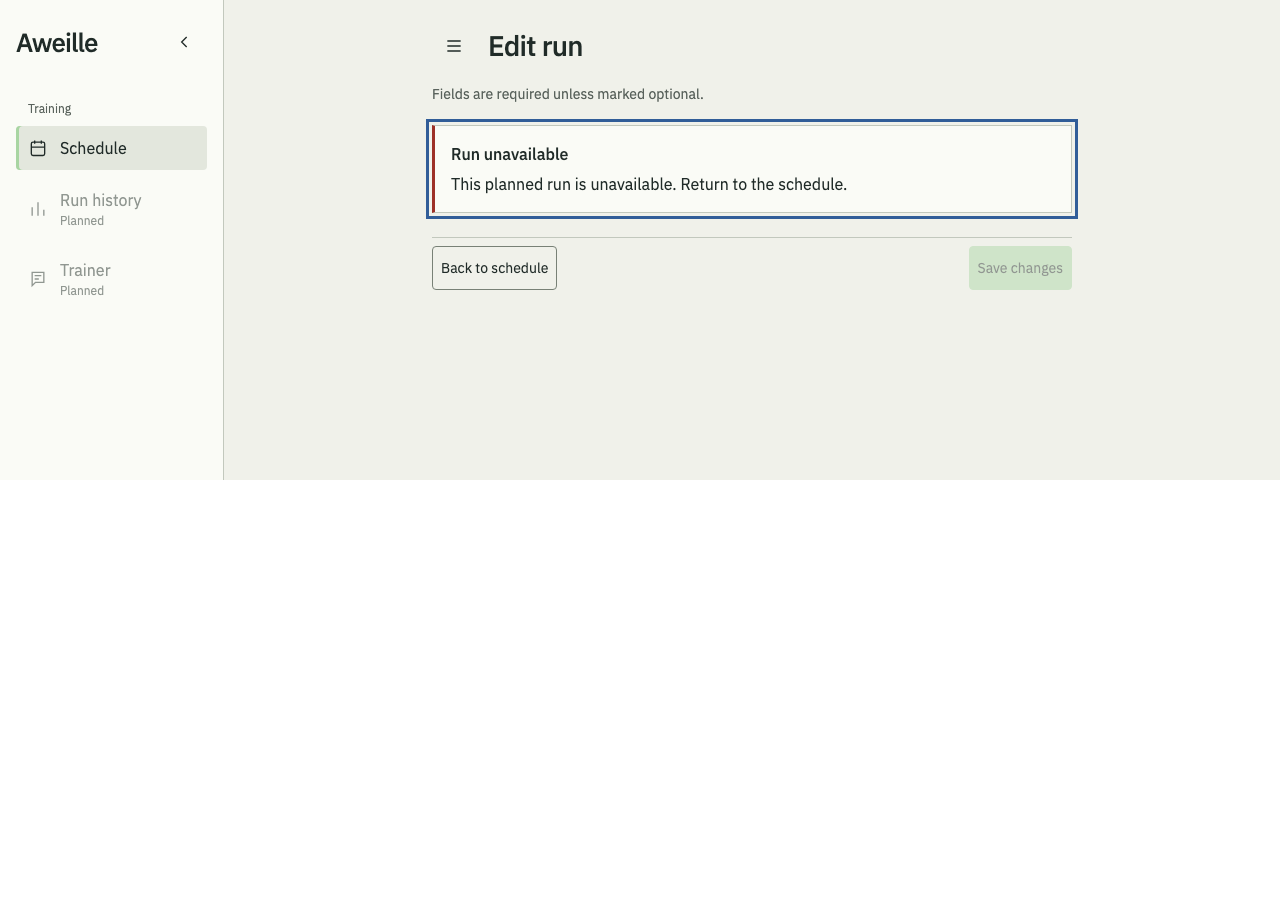 Aweille
Training
Schedule
Run history
Planned
Trainer
Planned
Edit run
Fields are required unless marked optional.
Run unavailable
This planned run is unavailable. Return to the schedule.
Back to schedule
Save changes